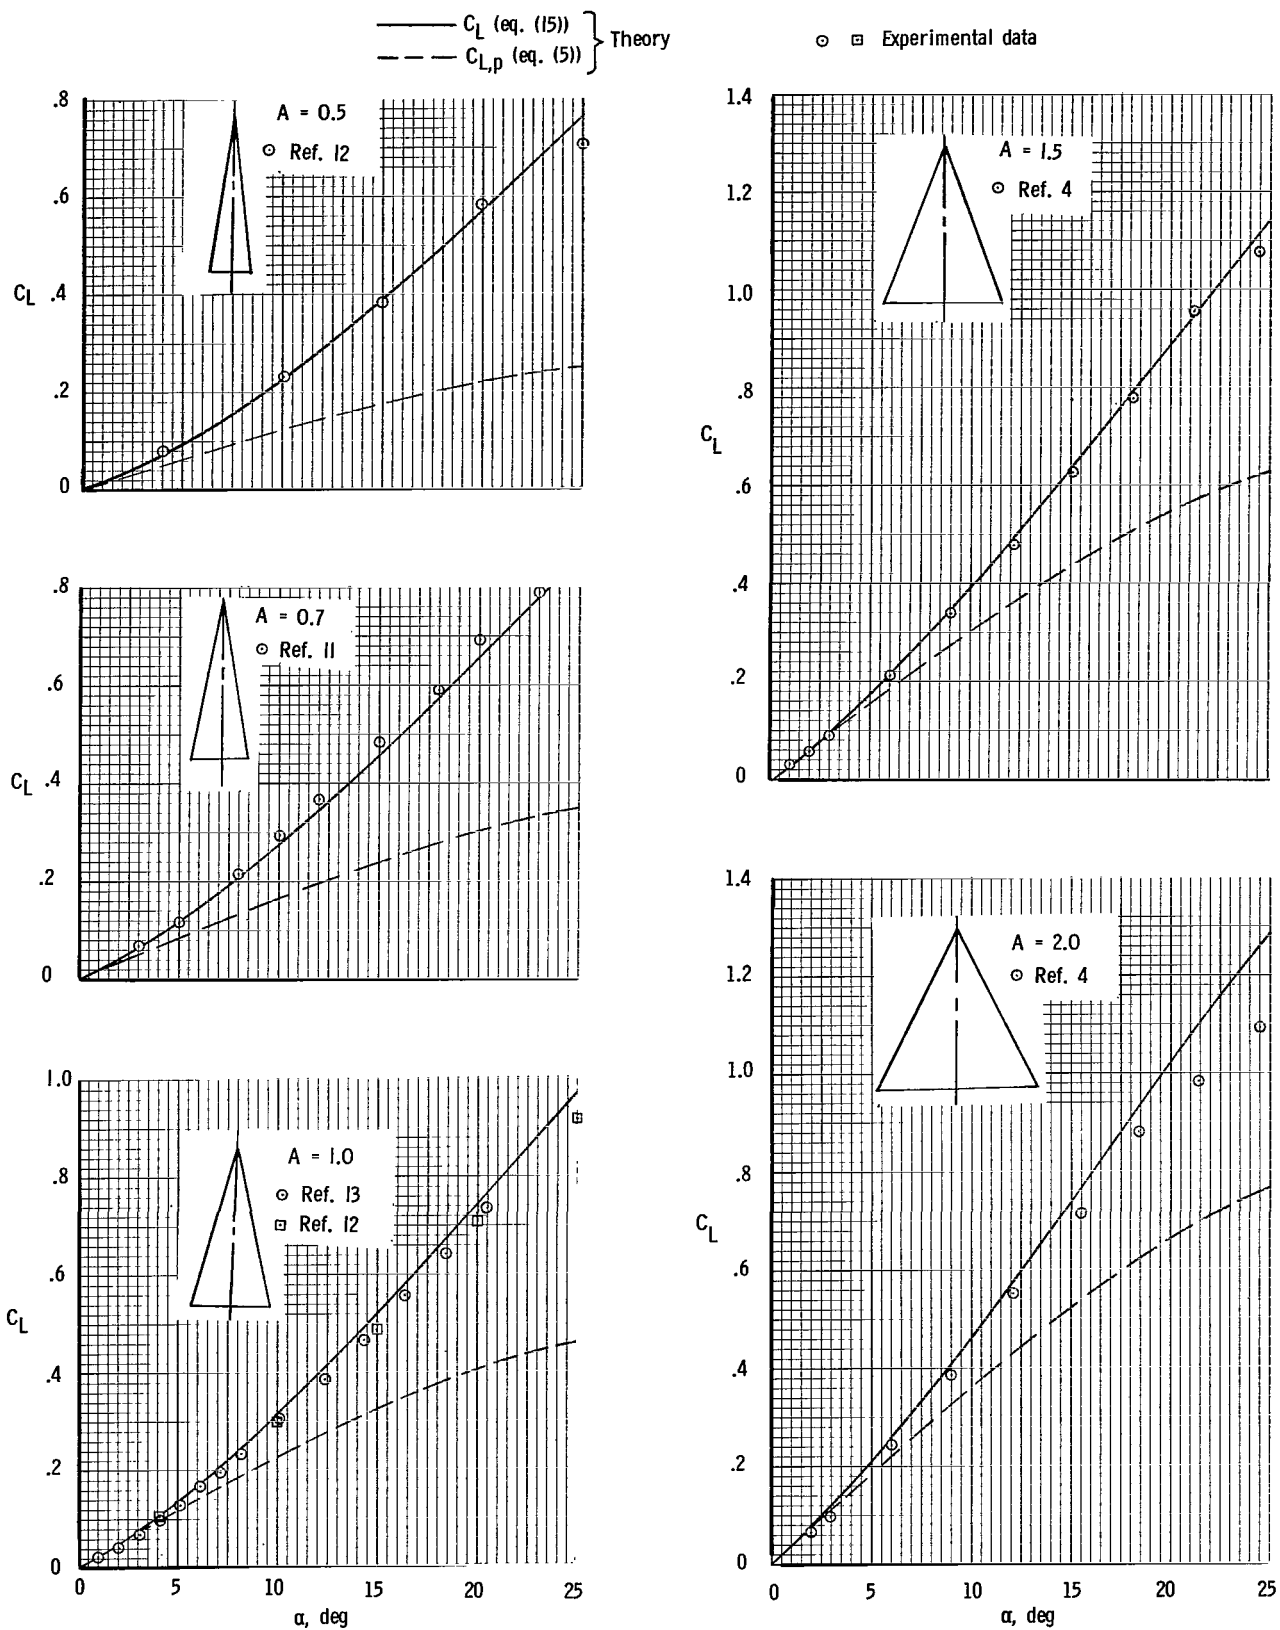 C_L (eq. (15))
C_L,p (eq. (5))
Theory
Experimental data
.8
.6
C_L
.4
.2
0
A = 0.5
Ref. 12
.8
.6
C_L
.4
.2
0
A = 0.7
Ref. 11
1.0
.8
.6
C_L
.4
.2
0
A = 1.0
Ref. 13
Ref. 12
0 5 10 15 20 25
α, deg
1.4
1.2
1.0
.8
C_L
.6
.4
.2
0
A = 1.5
Ref. 4
1.4
1.2
1.0
.8
C_L
.6
.4
.2
0
A = 2.0
Ref. 4
0 5 10 15 20 25
α, deg